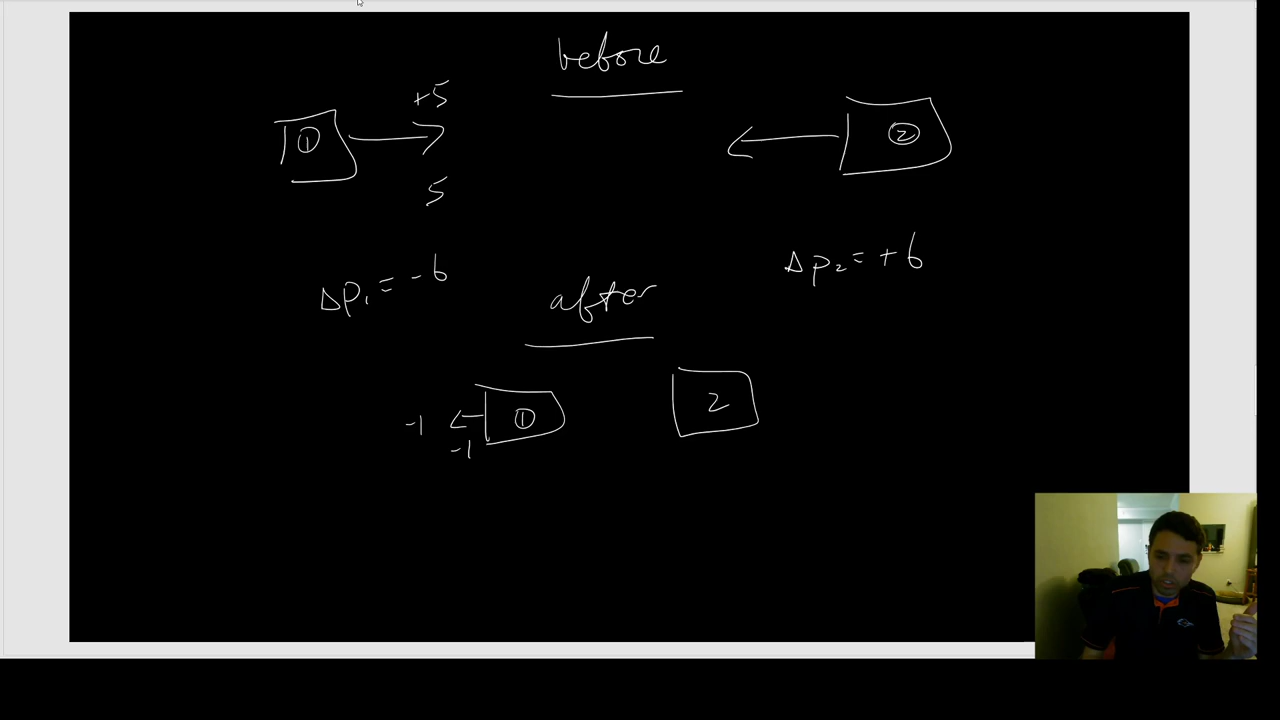 before
+5
① ②
5
Δp₁ = -6
Δp₂ = +6
after
① 2
-1
-1